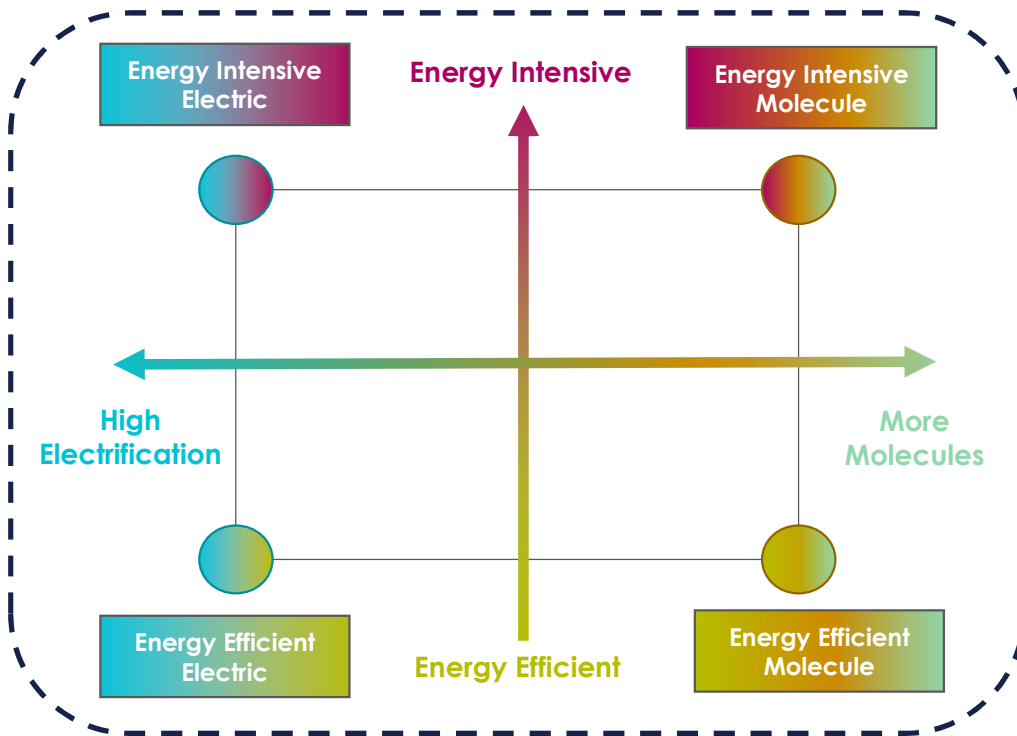 Energy Intensive
Electric
Energy Intensive
Energy Intensive
Molecule
High
Electrification
More
Molecules
Energy Efficient
Electric
Energy Efficient
Energy Efficient
Molecule